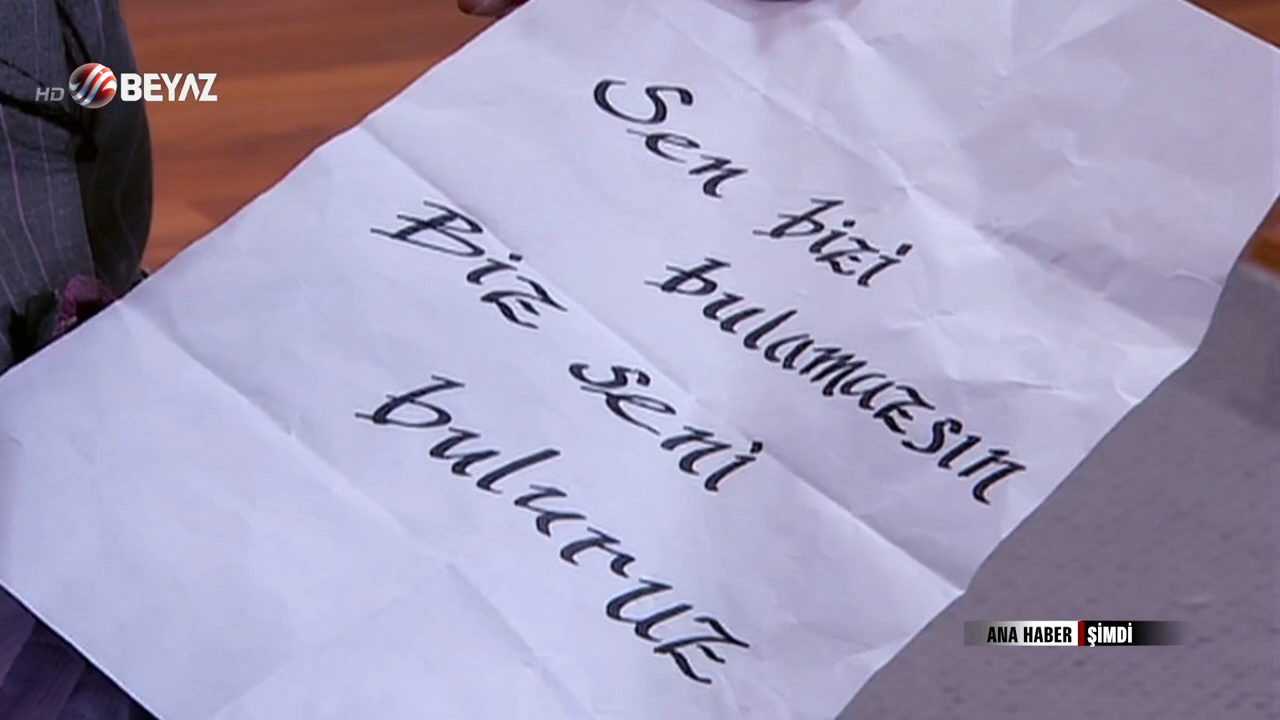 HD BEYAZ
Sen bizi
bulamazsın
Biz seni
buluruz
ANA HABER ŞİMDİ